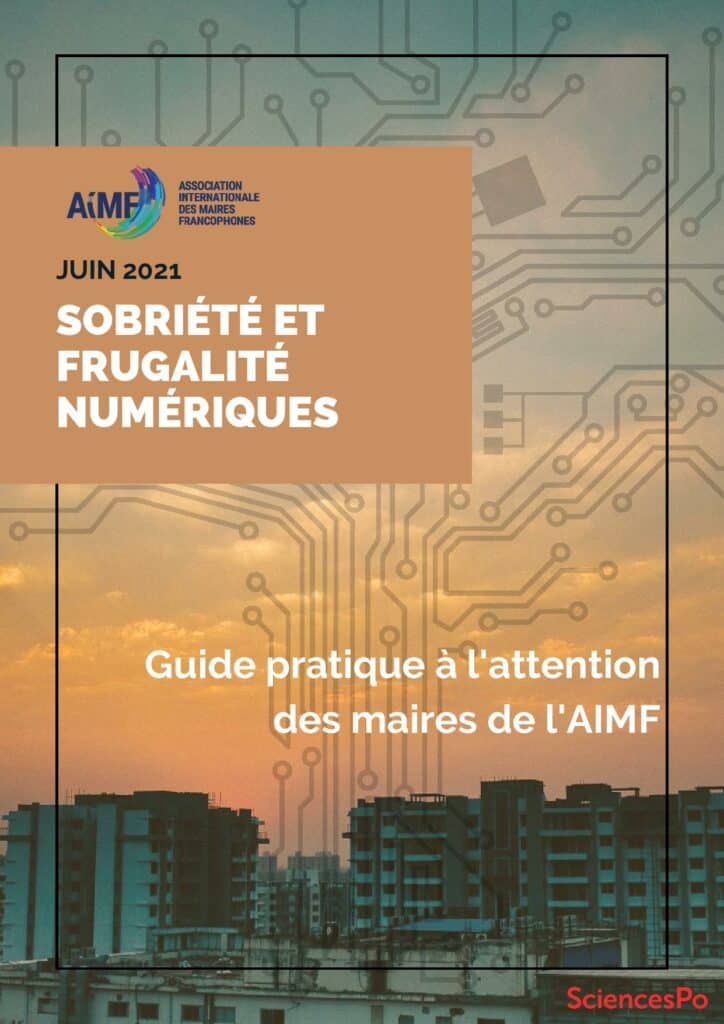 AiMF
ASSOCIATION
INTERNATIONALE
DES MAIRES
FRANCOPHONES
JUIN 2021
SOBRIÉTÉ ET
FRUGALITÉ
NUMÉRIQUES
Guide pratique à l'attention
des maires de l'AIMF
SciencesPo